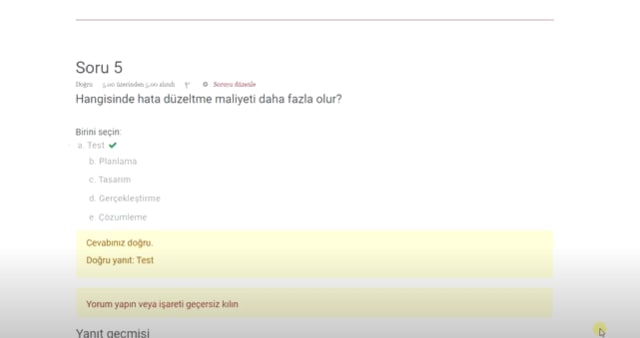 Soru 5
Doğru 5,00 üzerinden 5,00 alındı Soruyu düzenle
Hangisinde hata düzeltme maliyeti daha fazla olur?
Birini seçin:
a. Test
b. Planlama
c. Tasarım
d. Gerçekleştirme
e. Çözümleme
Cevabınız doğru.
Doğru yanıt: Test
Yorum yapın veya işareti geçersiz kılın
Yanıt geçmişi